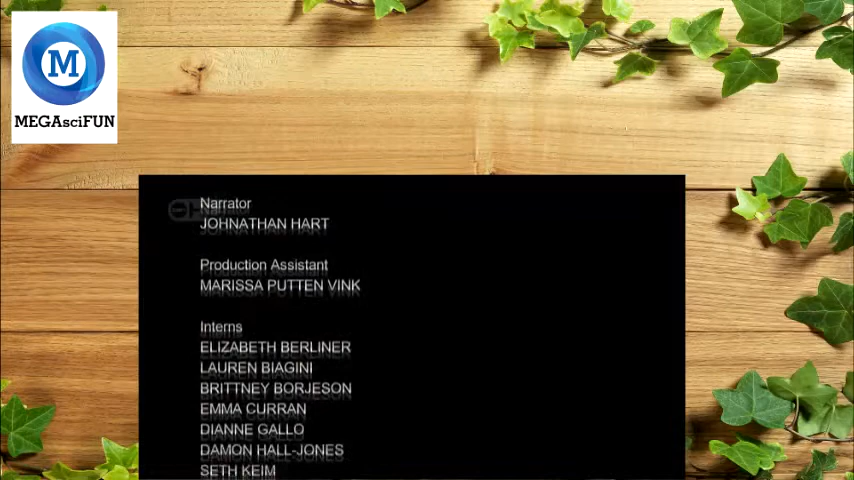 M
MEGAsciFUN
Narrator
JOHNATHAN HART
Production Assistant
MARISSA PUTTEN VINK
Interns
ELIZABETH BERLINER
LAUREN BIAGINI
BRITTNEY BORJESON
EMMA CURRAN
DIANNE GALLO
DAMON HALL-JONES
SETH KEIM